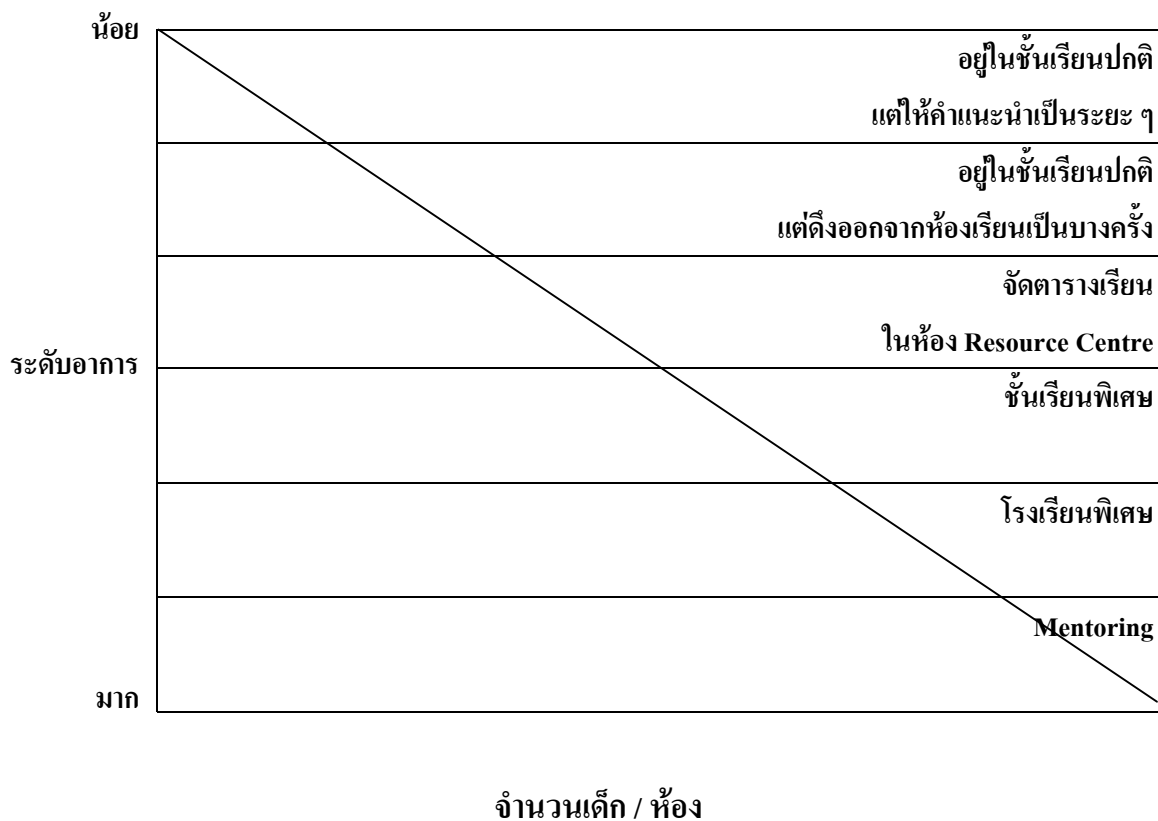 น้อย
อยู่ในชั้นเรียนปกติ
แต่ให้คำแนะนำเป็นระยะ ๆ
อยู่ในชั้นเรียนปกติ
แต่ดึงออกจากห้องเรียนเป็นบางครั้ง
จัดตารางเรียน
ในห้อง Resource Centre
ระดับอาการ
ชั้นเรียนพิเศษ
โรงเรียนพิเศษ
Mentoring
มาก
จำนวนเด็ก / ห้อง